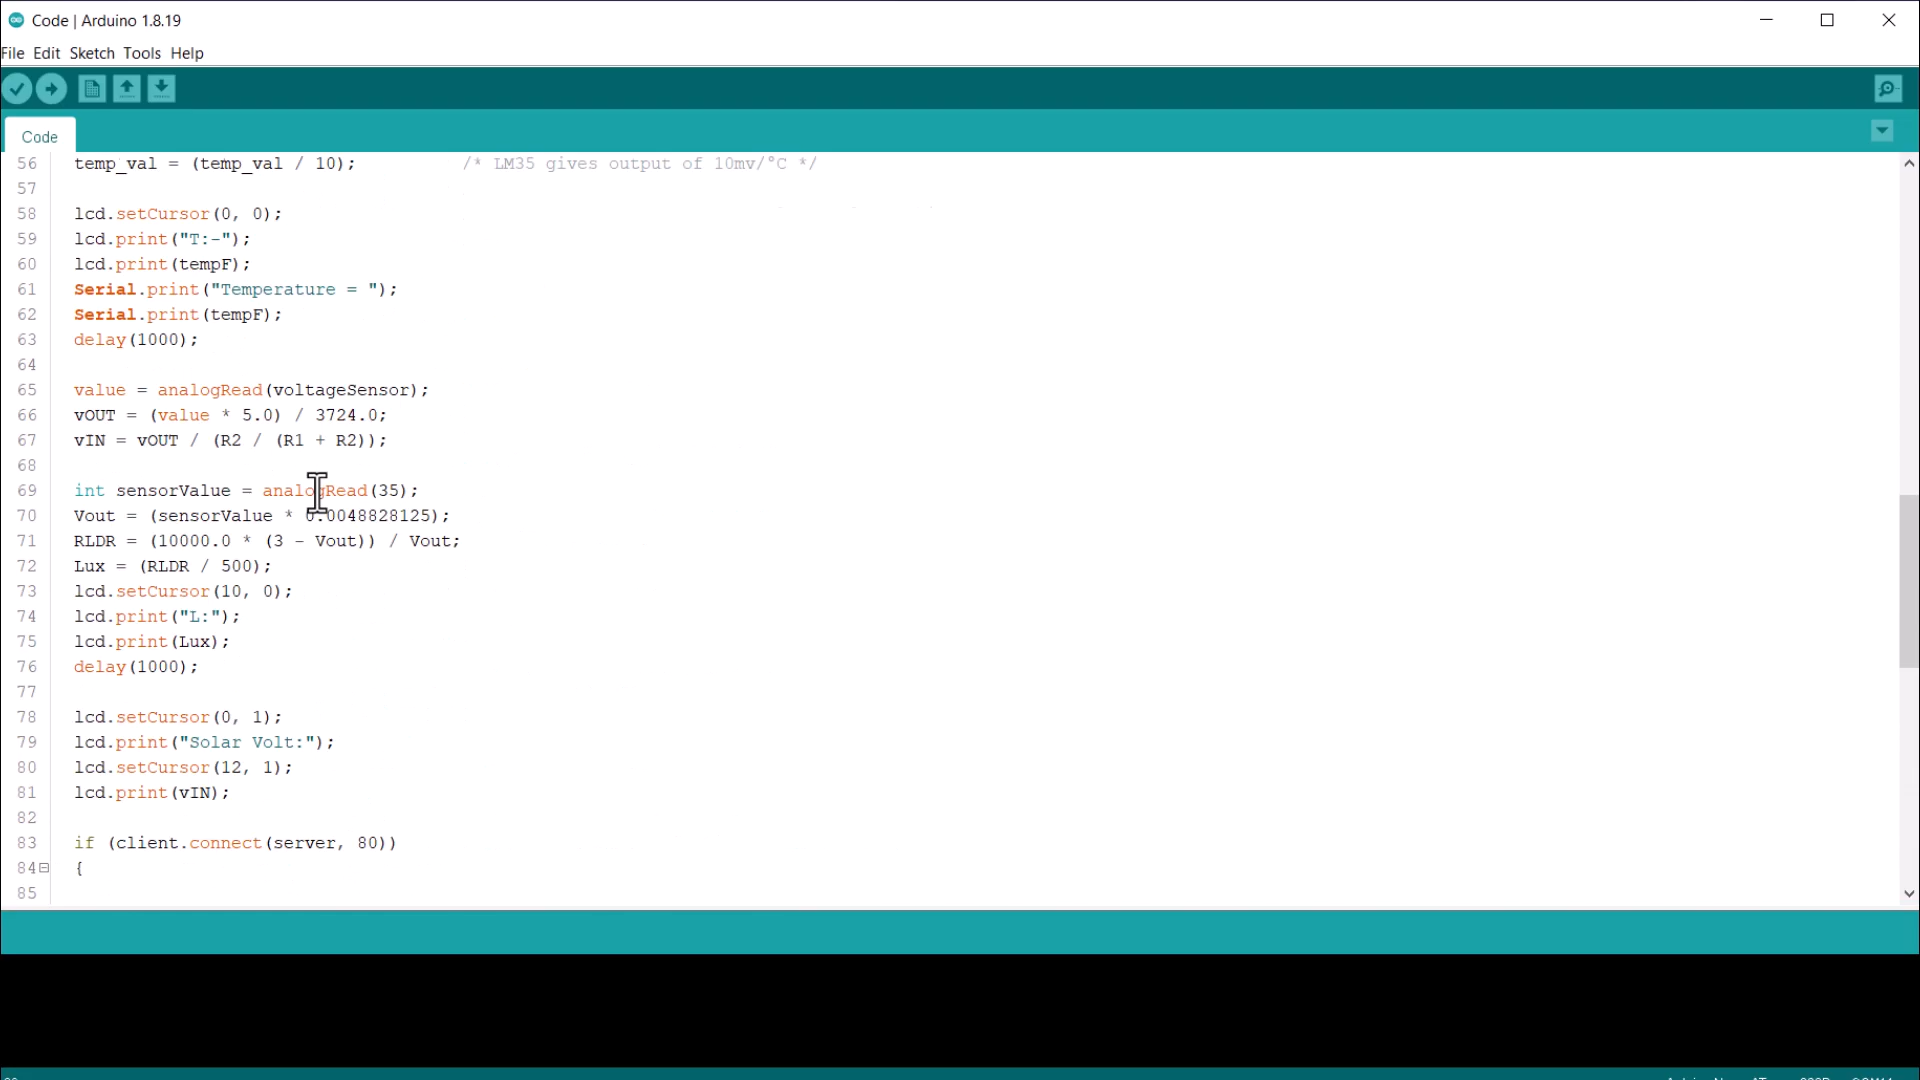 Code | Arduino 1.8.19
File Edit Sketch Tools Help
Code
56 temp_val = (temp_val / 10); /* LM35 gives output of 10mv/°C */
57
58 lcd.setCursor(0, 0);
59 lcd.print("T:-");
60 lcd.print(tempF);
61 Serial.print("Temperature = ");
62 Serial.print(tempF);
63 delay(1000);
64
65 value = analogRead(voltageSensor);
66 vOUT = (value * 5.0) / 3724.0;
67 vIN = vOUT / (R2 / (R1 + R2));
68
69 int sensorValue = analogRead(35);
70 Vout = (sensorValue * 0.0048828125);
71 RLDR = (10000.0 * (3 - Vout)) / Vout;
72 Lux = (RLDR / 500);
73 lcd.setCursor(10, 0);
74 lcd.print("L:");
75 lcd.print(Lux);
76 delay(1000);
77
78 lcd.setCursor(0, 1);
79 lcd.print("Solar Volt:");
80 lcd.setCursor(12, 1);
81 lcd.print(vIN);
82
83 if (client.connect(server, 80))
84 {
85